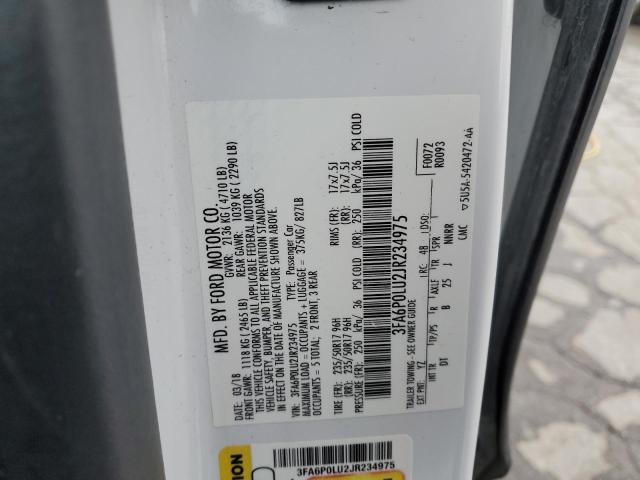 MFD. BY FORD MOTOR CO.
DATE: 03/18 GVWR: 2136 KG ( 4710 LB)
FRONT GAWR: 1118 KG (2465 LB) REAR GAWR: 1039 KG ( 2290 LB)
THIS VEHICLE CONFORMS TO ALL APPLICABLE FEDERAL MOTOR
VEHICLE SAFETY, BUMPER, AND THEFT PREVENTION STANDARDS
IN EFFECT ON THE DATE OF MANUFACTURE SHOWN ABOVE.
VIN: 3FA6P0LU2JR234975 TYPE: Passenger Car
MAXIMUM LOAD = OCCUPANTS + LUGGAGE = 375KG/ 827LB
OCCUPANTS = 5 TOTAL; 2 FRONT, 3 REAR
TIRE (FR): 235/50R17 96H RIMS (FR): 17x7.5J
(RR): 235/50R17 96H (RR): 17x7.5J
PRESSURE (FR): 250 kPa/ 36 PSI COLD (RR): 250 kPa/ 36 PSI COLD
3FA6P0LU2JR234975
TRAILER TOWING - SEE OWNER GUIDE
F0072
R0093
EXT PNT: YZ RC: 48 DSO:
INT TR TP/PS R AXLE TR SPR
DT B 25 J NNRR
CMC ▽5U5A-5420472-AA
TION
3FA6P0LU2JR234975